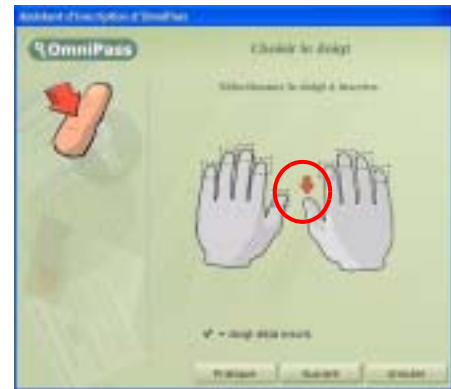 Assistant d'inscription d'OmniPass
OmniPass
Choisir le doigt
Sélectionnez le doigt à inscrire.
= doigt déjà inscrit.
Pratique
Suivant
Annuler